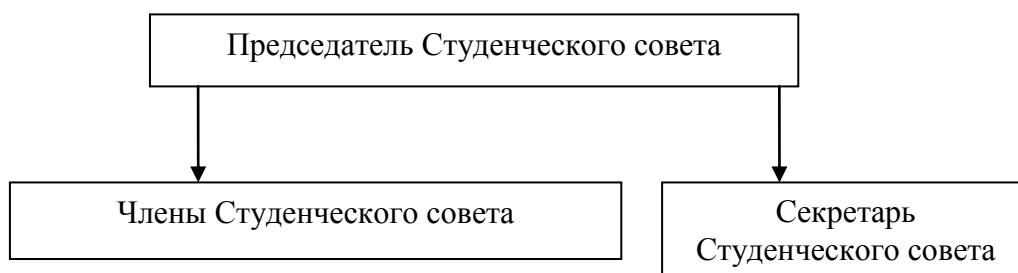 Председатель Студенческого совета
Члены Студенческого совета
Секретарь
Студенческого совета